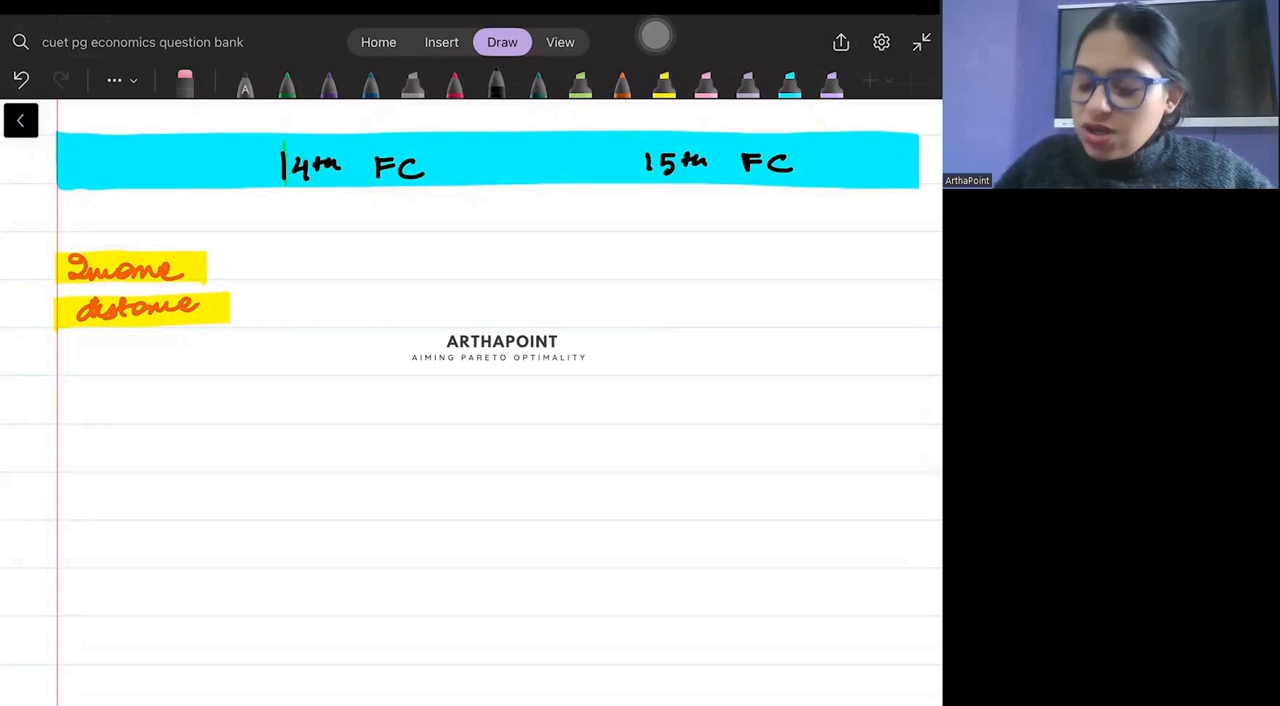 cuet pg economics question bank
Home Insert Draw View
A
14th FC 15th FC
Income
distance
ARTHAPOINT
AIMING PARETO OPTIMALITY
ArthaPoint